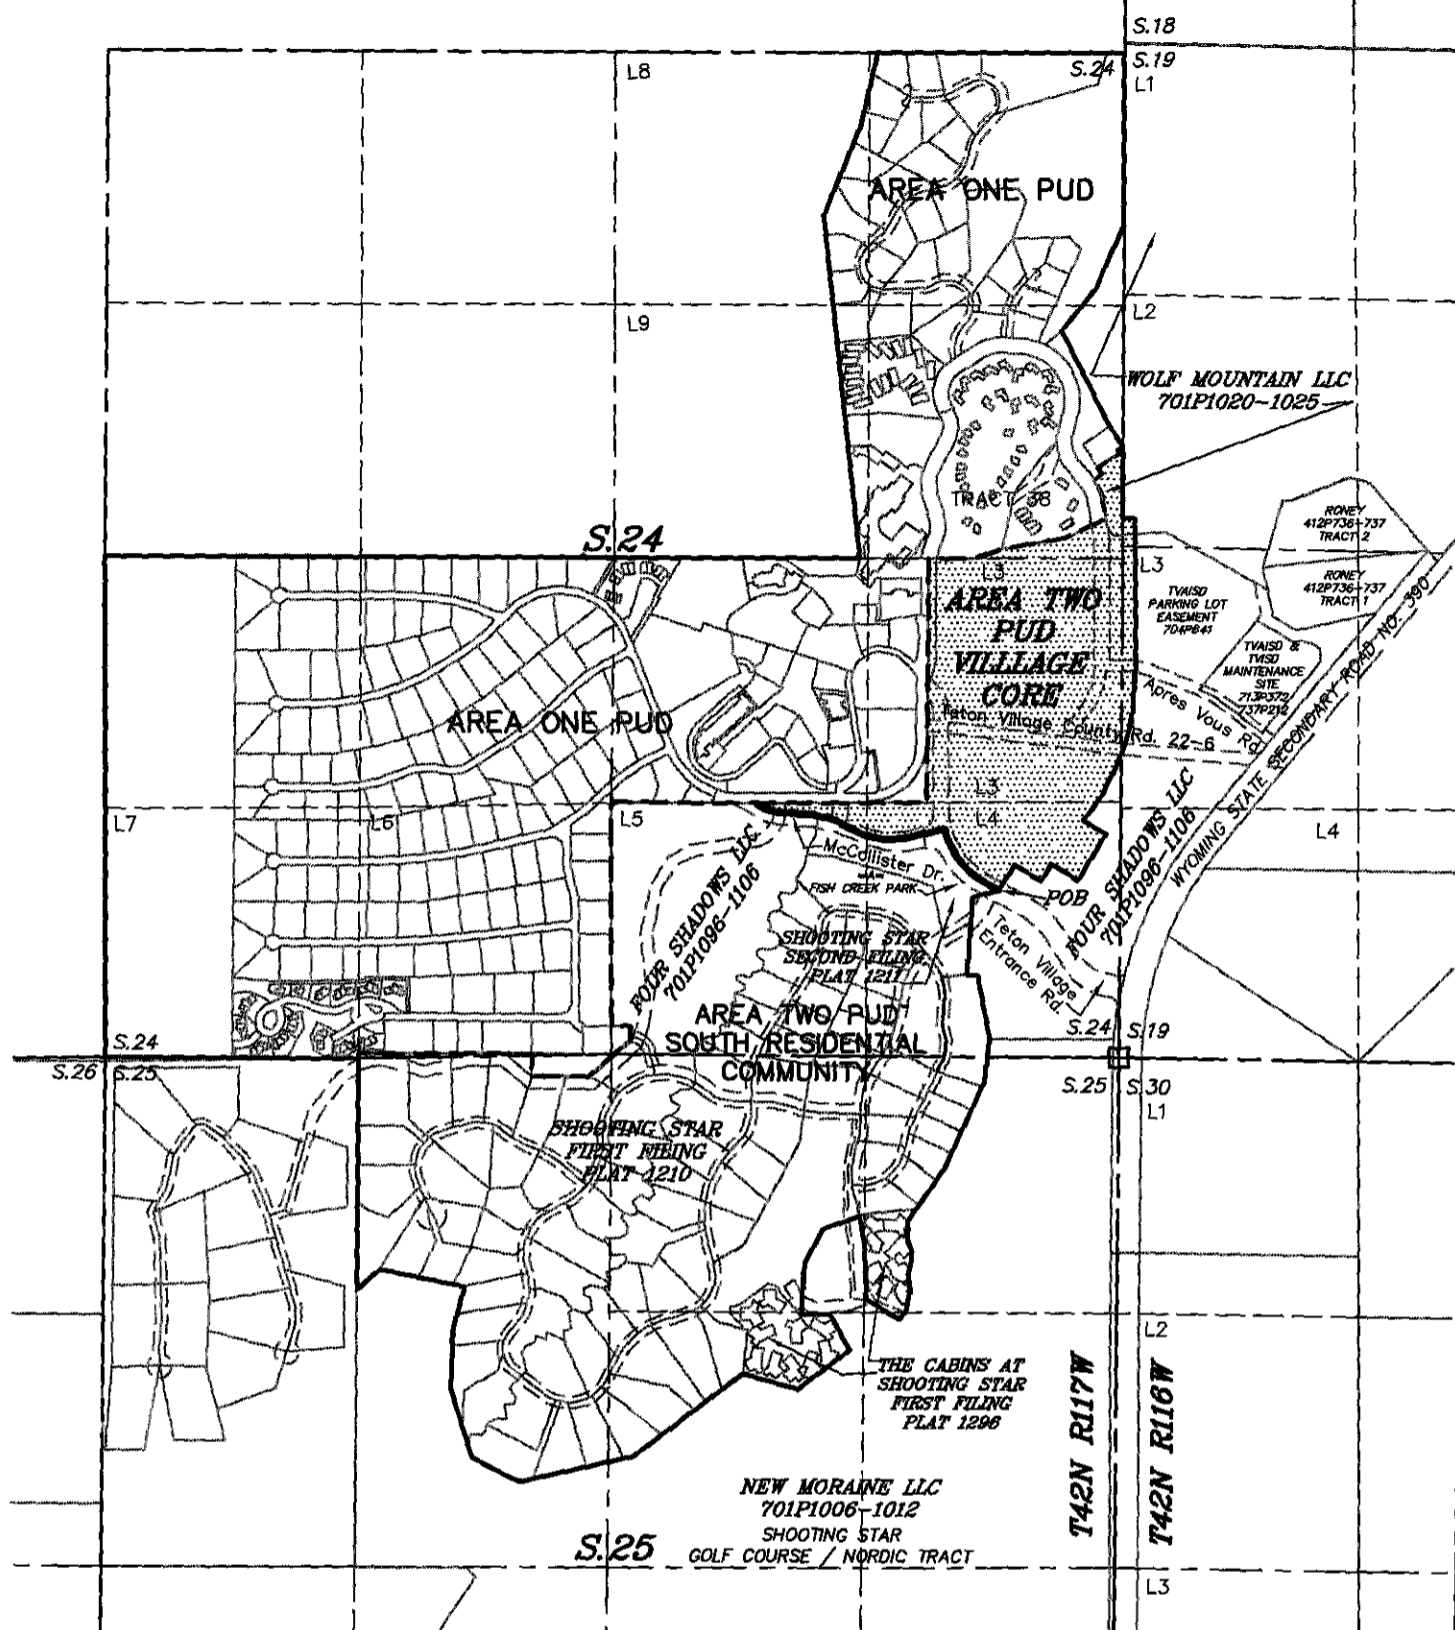 S.18
S.24
S.19
L1
L8
AREA ONE PUD
L9
L2
WOLF MOUNTAIN LLC
701P1020-1025
TRACT 38
RONEY
412P736-737
TRACT 2
S.24
L3
L3
RONEY
412P736-737
TRACT 1
AREA TWO
PUD
VILLLAGE
CORE
TVAISD
PARKING LOT
EASEMENT
704P641
TVAISD &
TVISD
MAINTENANCE
SITE
713P372
737P212
WYOMING STATE SECONDARY ROAD NO. 390
AREA ONE PUD
Apres Vous Rd.
Teton Village County Rd. 22-6
L3
L7
L6
L5
L4
L4
FOUR SHADOWS LLC
701P1096-1106
McCollister Dr.
FISH CREEK PARK
POB
FOUR SHADOWS LLC
701P1096-1106
SHOOTING STAR
SECOND FILING
PLAT 1211
Teton Village
Entrance Rd.
AREA TWO PUD
SOUTH RESIDENTIAL
COMMUNITY
S.24
S.24
S.19
S.26
S.25
S.25
S.30
L1
SHOOTING STAR
FIRST FILING
PLAT 1210
L2
THE CABINS AT
SHOOTING STAR
FIRST FILING
PLAT 1296
T42N R117W
T42N R116W
NEW MORAINE LLC
701P1006-1012
SHOOTING STAR
GOLF COURSE / NORDIC TRACT
S.25
L3